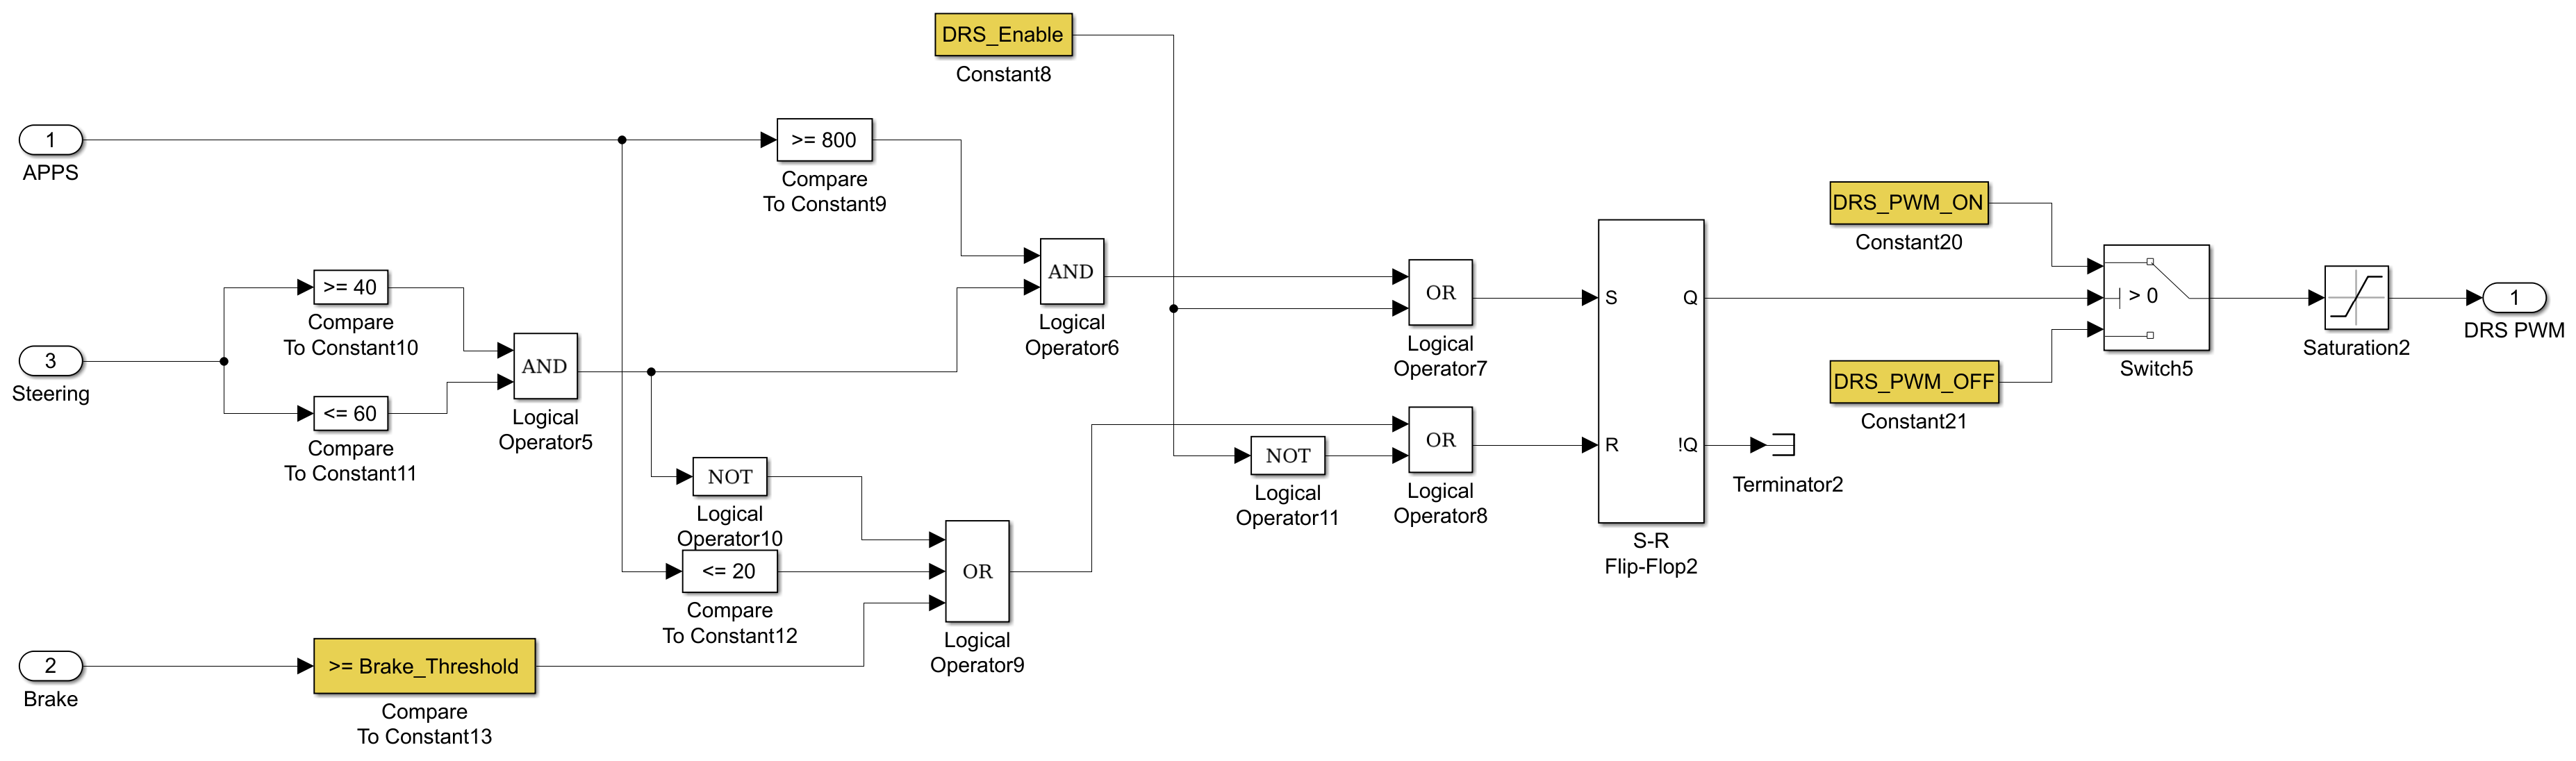 DRS_Enable
Constant8
1
APPS
>= 800
Compare
To Constant9
DRS_PWM_ON
Constant20
AND
Logical
Operator6
>= 40
Compare
To Constant10
3
Steering
<= 60
Compare
To Constant11
AND
Logical
Operator5
OR
Logical
Operator7
S
Q
R
!Q
S-R
Flip-Flop2
> 0
Switch5
Saturation2
1
DRS PWM
DRS_PWM_OFF
Constant21
NOT
Logical
Operator10
NOT
Logical
Operator11
OR
Logical
Operator8
Terminator2
<= 20
Compare
To Constant12
OR
Logical
Operator9
2
Brake
>= Brake_Threshold
Compare
To Constant13